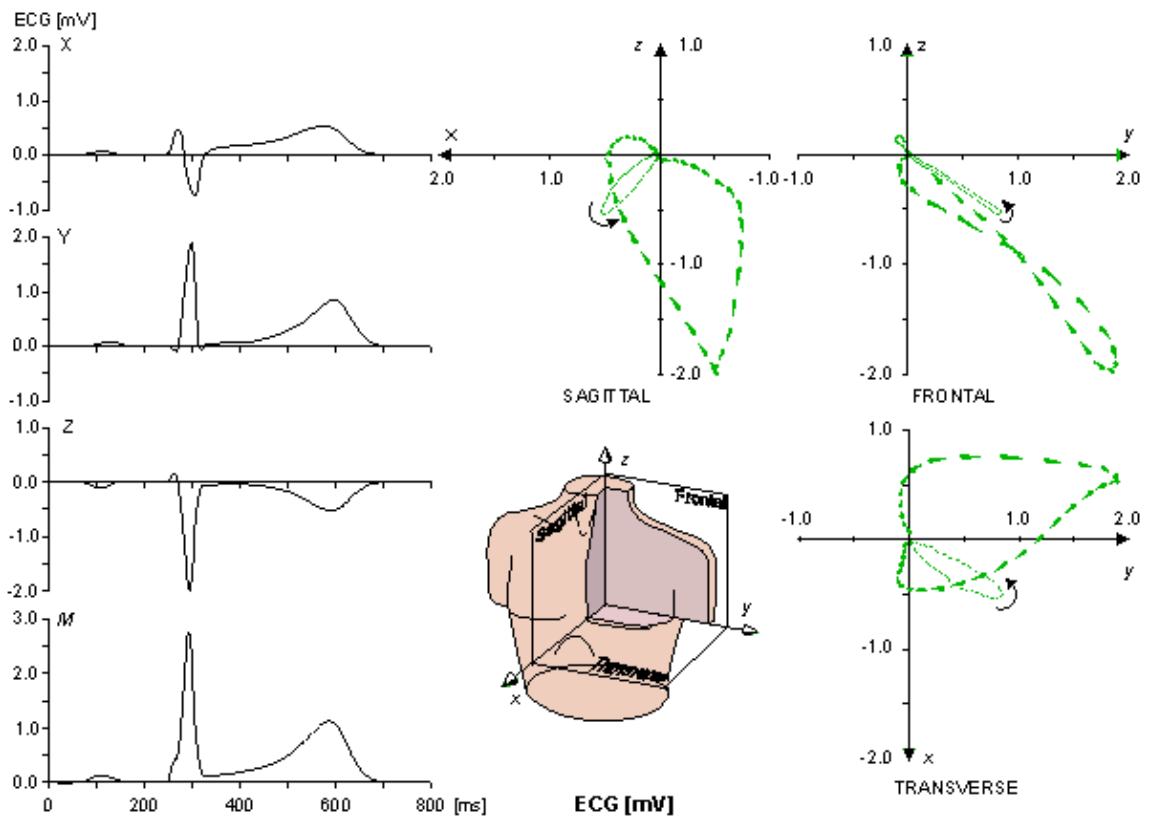 ECG [mV]
2.0 X
1.0
0.0
-1.0
2.0 Y
1.0
0.0
-1.0
1.0 Z
0.0
-1.0
-2.0
3.0 M
2.0
1.0
0.0
0 200 400 600 800 [ms]
z 1.0
X
2.0 1.0 -1.0
-1.0
-2.0
SAGITTAL
1.0 z
y
-1.0 1.0 2.0
-1.0
-2.0
FRONTAL
z
Frontal
Sagittal
y
Transverse
x
ECG [mV]
1.0
-1.0 1.0 2.0
y
-1.0
-2.0 x
TRANSVERSE